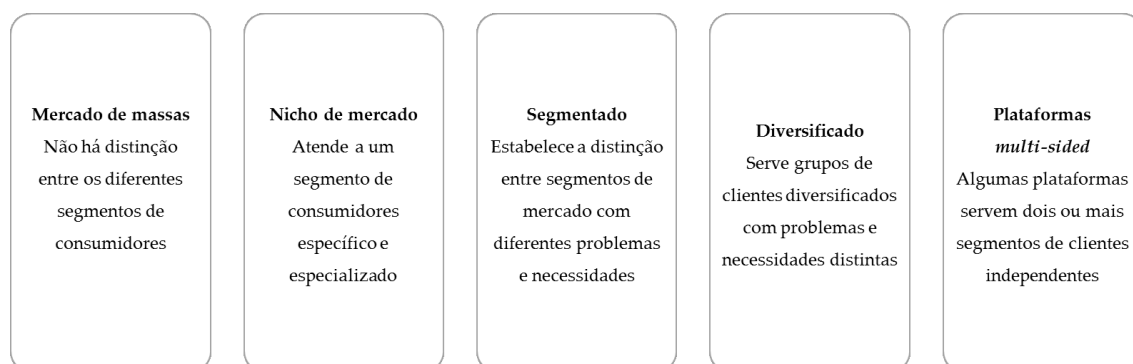 Mercado de massas
Não há distinção
entre os diferentes
segmentos de
consumidores
Nicho de mercado
Atende a um
segmento de
consumidores
específico e
especializado
Segmentado
Estabelece a distinção
entre segmentos de
mercado com
diferentes problemas
e necessidades
Diversificado
Serve grupos de
clientes diversificados
com problemas e
necessidades distintas
Plataformas
multi-sided
Algumas plataformas
servem dois ou mais
segmentos de clientes
independentes